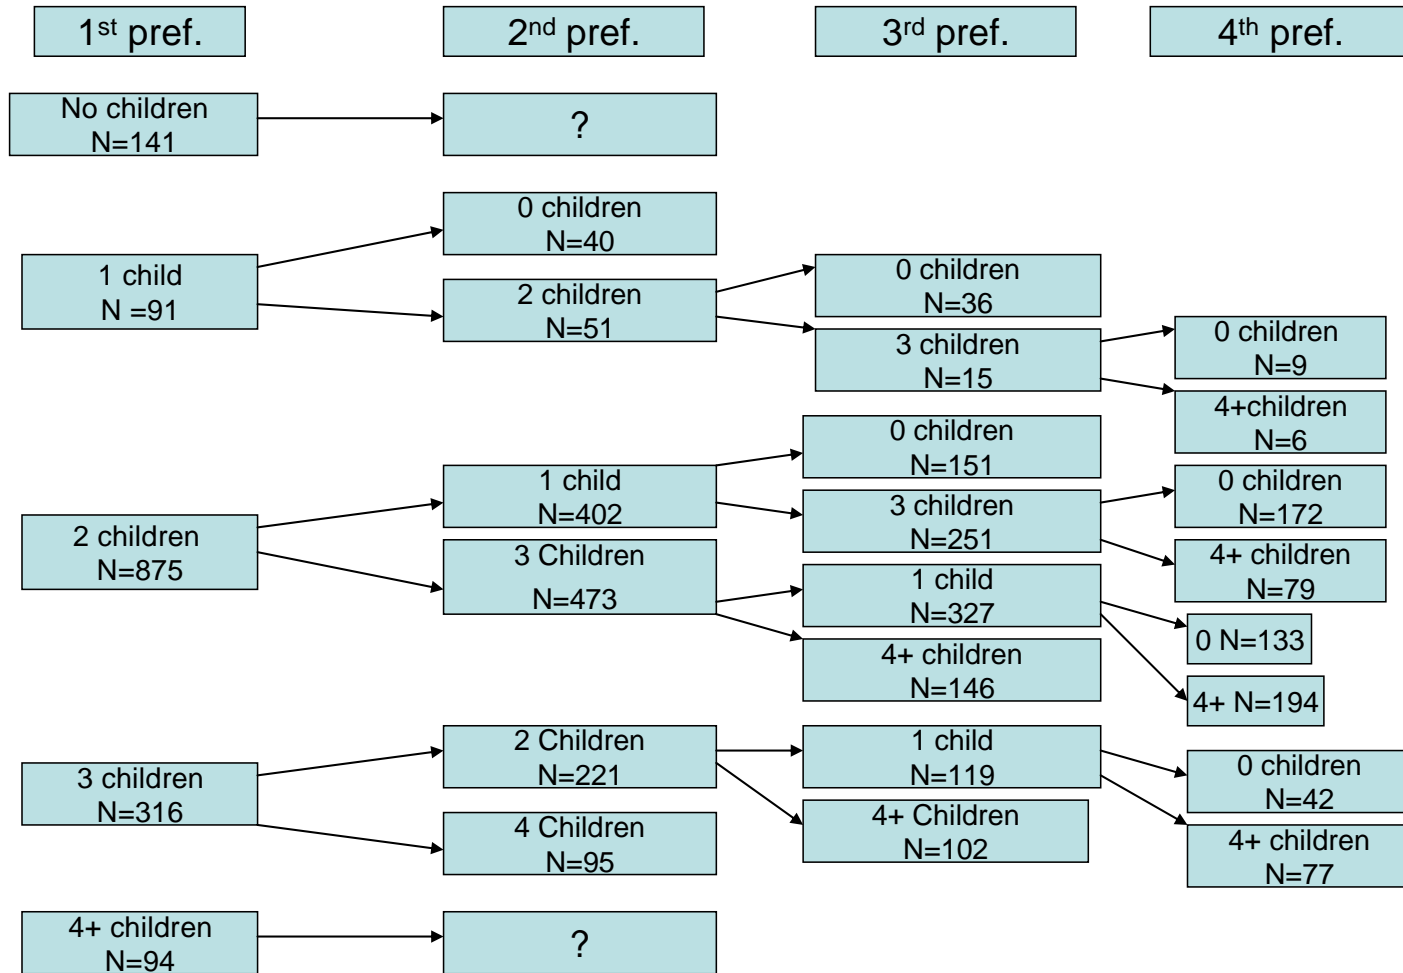 1st pref.
2nd pref.
3rd pref.
4th pref.
No children
N=141
?
1 child
N =91
0 children
N=40
2 children
N=51
0 children
N=36
3 children
N=15
0 children
N=9
4+children
N=6
2 children
N=875
1 child
N=402
3 Children
N=473
0 children
N=151
3 children
N=251
1 child
N=327
4+ children
N=146
0 children
N=172
4+ children
N=79
0 N=133
4+ N=194
3 children
N=316
2 Children
N=221
4 Children
N=95
1 child
N=119
4+ Children
N=102
0 children
N=42
4+ children
N=77
4+ children
N=94
?